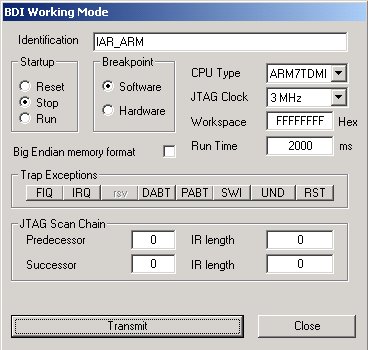 BDI Working Mode
Identification IAR_ARM
Startup
Reset
Stop
Run
Breakpoint
Software
Hardware
CPU Type ARM7TDMI
JTAG Clock 3 MHz
Workspace FFFFFFFF Hex
Run Time 2000 ms
Big Endian memory format
Trap Exceptions
FIQ IRQ rsv DABT PABT SWI UND RST
JTAG Scan Chain
Predecessor 0 IR length 0
Successor 0 IR length 0
Transmit Close